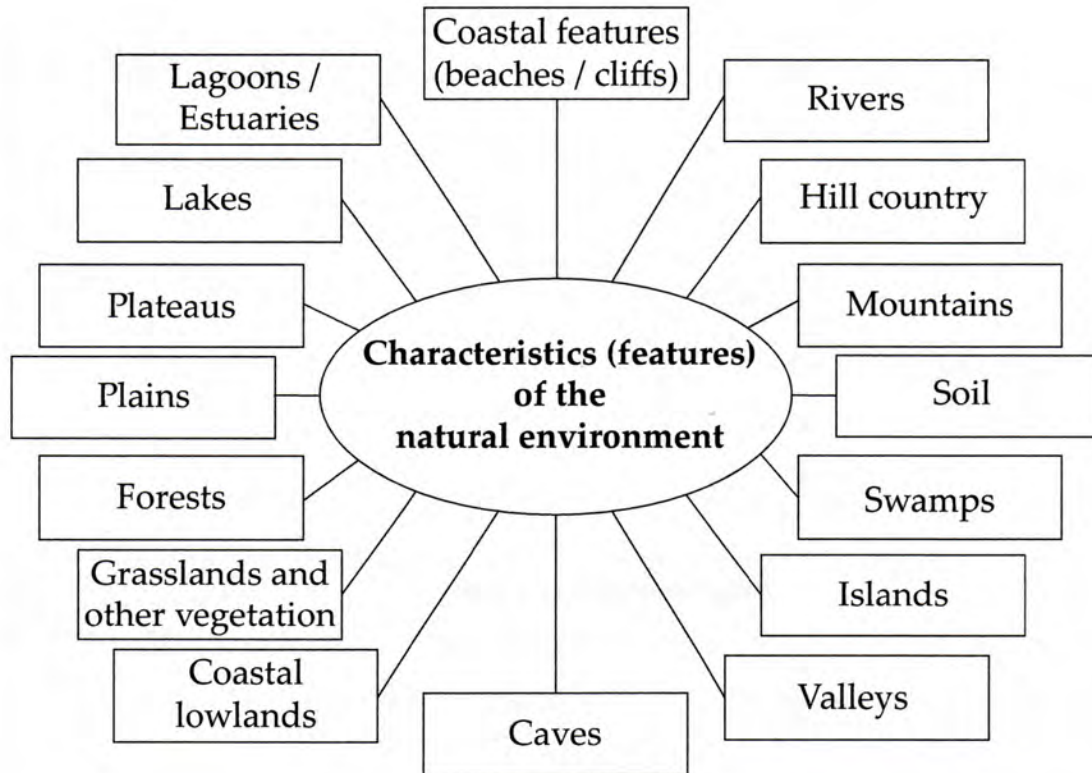 Coastal features
(beaches / cliffs)
Lagoons /
Estuaries
Rivers
Lakes
Hill country
Plateaus
Mountains
Characteristics (features)
of the
natural environment
Plains
Soil
Forests
Swamps
Grasslands and
other vegetation
Islands
Coastal
lowlands
Valleys
Caves